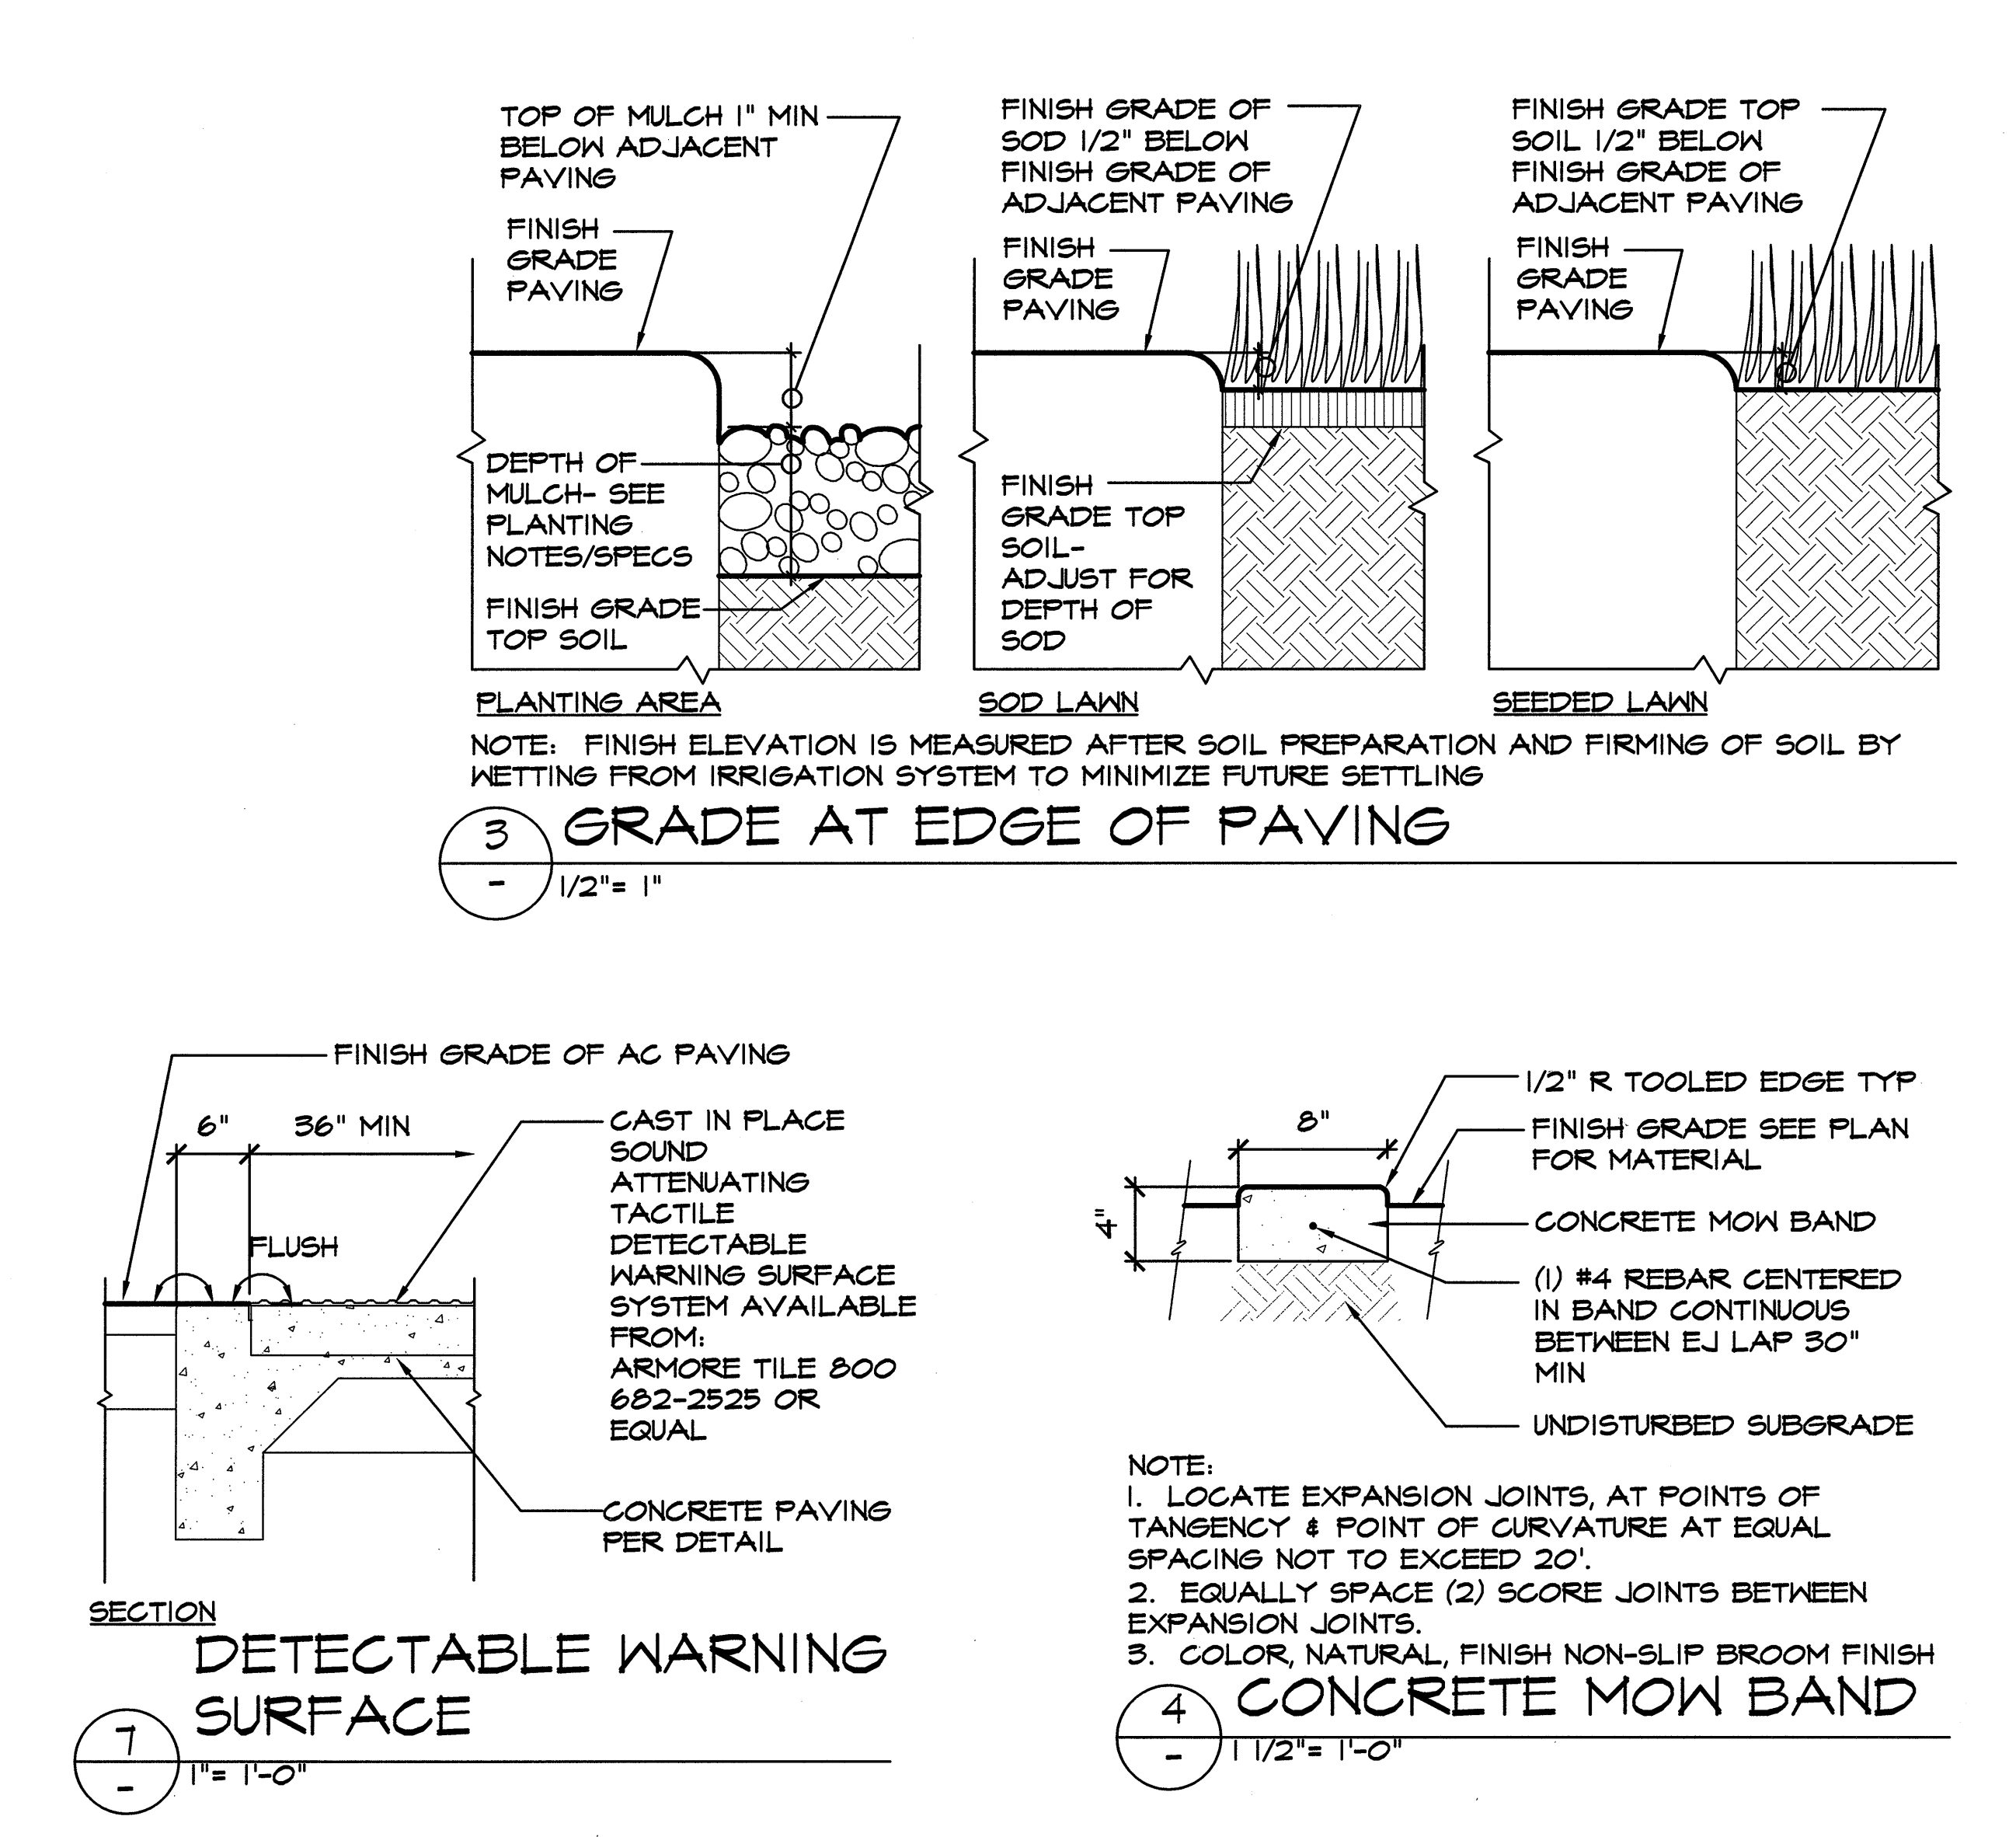 TOP OF MULCH 1" MIN
BELOW ADJACENT
PAVING
FINISH
GRADE
PAVING
DEPTH OF
MULCH- SEE
PLANTING
NOTES/SPECS
FINISH GRADE
TOP SOIL
PLANTING AREA
FINISH GRADE OF
SOD 1/2" BELOW
FINISH GRADE OF
ADJACENT PAVING
FINISH
GRADE
PAVING
FINISH
GRADE TOP
SOIL-
ADJUST FOR
DEPTH OF
SOD
SOD LAWN
FINISH GRADE TOP
SOIL 1/2" BELOW
FINISH GRADE OF
ADJACENT PAVING
FINISH
GRADE
PAVING
SEEDED LAWN
NOTE: FINISH ELEVATION IS MEASURED AFTER SOIL PREPARATION AND FIRMING OF SOIL BY
WETTING FROM IRRIGATION SYSTEM TO MINIMIZE FUTURE SETTLING
3
-
GRADE AT EDGE OF PAVING
1/2"= 1"
FINISH GRADE OF AC PAVING
6"
36" MIN
FLUSH
CAST IN PLACE
SOUND
ATTENUATING
TACTILE
DETECTABLE
WARNING SURFACE
SYSTEM AVAILABLE
FROM:
ARMORE TILE 800
682-2525 OR
EQUAL
CONCRETE PAVING
PER DETAIL
SECTION
DETECTABLE WARNING
SURFACE
7
-
1"= 1'-0"
8"
4"
1/2" R TOOLED EDGE TYP
FINISH GRADE SEE PLAN
FOR MATERIAL
CONCRETE MOW BAND
(1) #4 REBAR CENTERED
IN BAND CONTINUOUS
BETWEEN EJ LAP 30"
MIN
UNDISTURBED SUBGRADE
NOTE:
1. LOCATE EXPANSION JOINTS, AT POINTS OF
TANGENCY & POINT OF CURVATURE AT EQUAL
SPACING NOT TO EXCEED 20'.
2. EQUALLY SPACE (2) SCORE JOINTS BETWEEN
EXPANSION JOINTS.
3. COLOR, NATURAL, FINISH NON-SLIP BROOM FINISH
4
-
CONCRETE MOW BAND
1 1/2"= 1'-0"